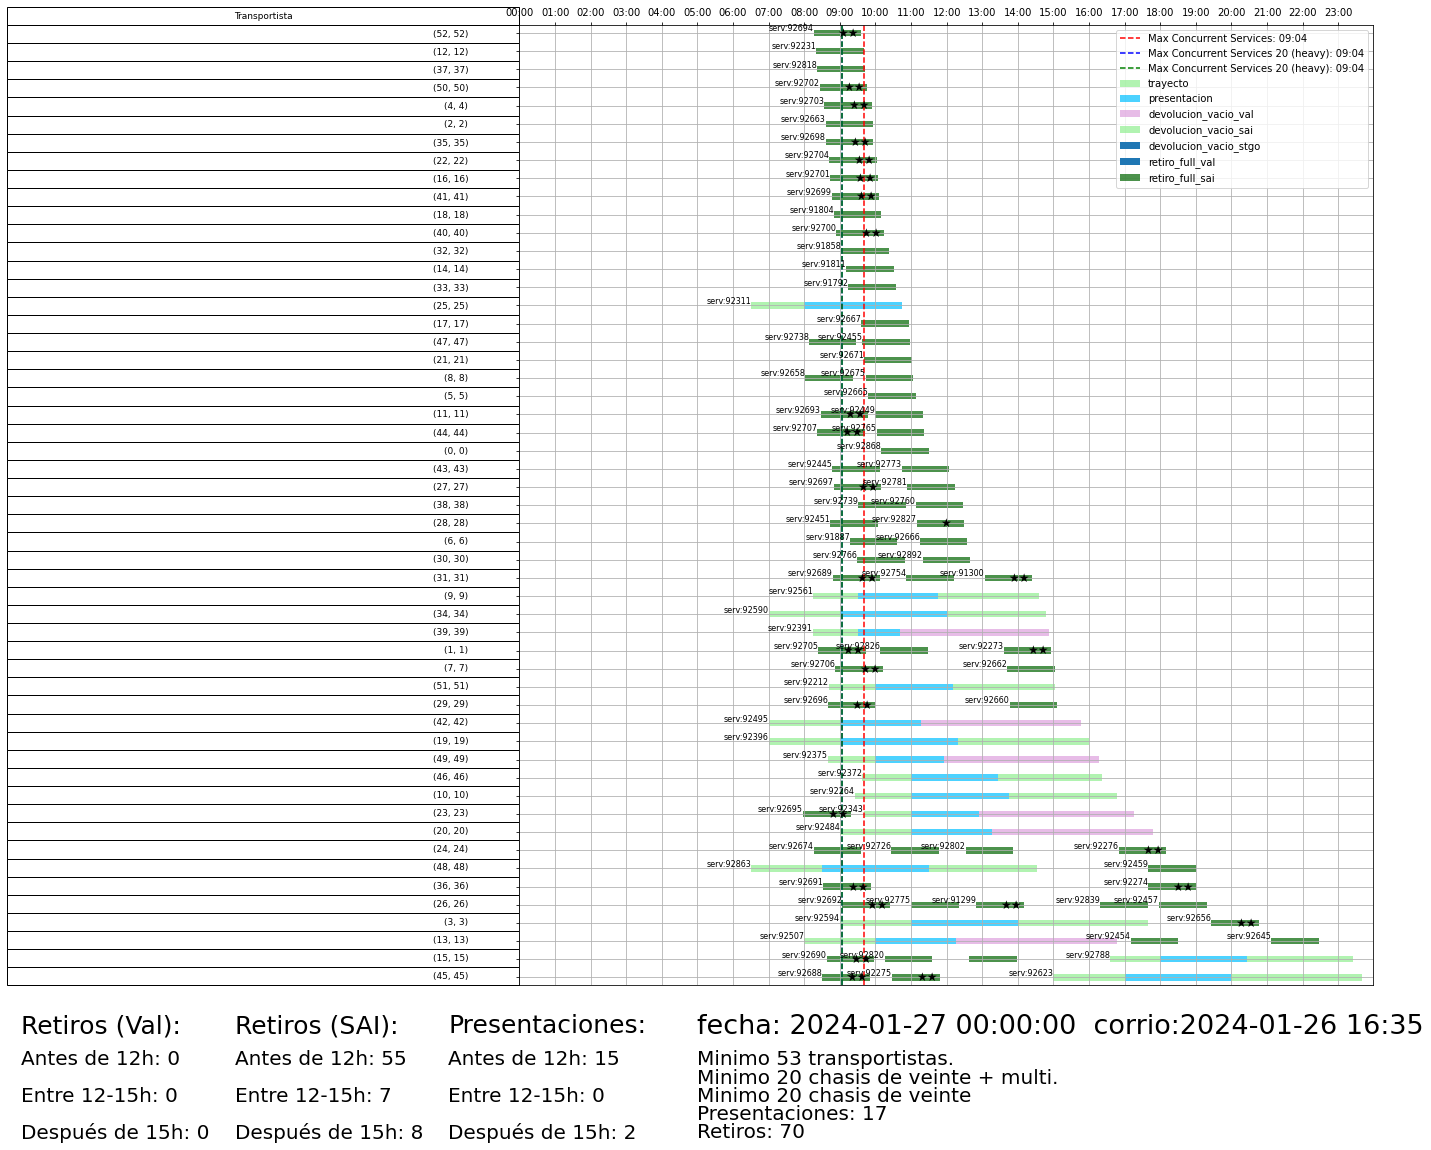 Transportista
00:00 01:00 02:00 03:00 04:00 05:00 06:00 07:00 08:00 09:00 10:00 11:00 12:00 13:00 14:00 15:00 16:00 17:00 18:00 19:00 20:00 21:00 22:00 23:00
Max Concurrent Services: 09:04
Max Concurrent Services 20 (heavy): 09:04
Max Concurrent Services 20 (heavy): 09:04
trayecto
presentacion
devolucion_vacio_val
devolucion_vacio_sai
devolucion_vacio_stgo
retiro_full_val
retiro_full_sai
(52, 52) serv:92694
(12, 12) serv:92231
(37, 37) serv:92818
(50, 50) serv:92702
(4, 4) serv:92703
(2, 2) serv:92663
(35, 35) serv:92698
(22, 22) serv:92704
(16, 16) serv:92701
(41, 41) serv:92699
(18, 18) serv:91804
(40, 40) serv:92700
(32, 32) serv:91858
(14, 14) serv:91811
(33, 33) serv:91792
(25, 25) serv:92311
(17, 17) serv:92667
(47, 47) serv:92738 serv:92455
(21, 21) serv:92671
(8, 8) serv:92658 serv:92675
(5, 5) serv:92665
(11, 11) serv:92693 serv:92449
(44, 44) serv:92707 serv:92765
(0, 0) serv:92868
(43, 43) serv:92445 serv:92773
(27, 27) serv:92697 serv:92781
(38, 38) serv:92739 serv:92760
(28, 28) serv:92451 serv:92827
(6, 6) serv:91887 serv:92666
(30, 30) serv:92766 serv:92892
(31, 31) serv:92689 serv:92754 serv:91300
(9, 9) serv:92561
(34, 34) serv:92590
(39, 39) serv:92391
(1, 1) serv:92705 serv:92826 serv:92273
(7, 7) serv:92706 serv:92662
(51, 51) serv:92212
(29, 29) serv:92696 serv:92660
(42, 42) serv:92495
(19, 19) serv:92396
(49, 49) serv:92375
(46, 46) serv:92372
(10, 10) serv:92264
(23, 23) serv:92695 serv:92343
(20, 20) serv:92484
(24, 24) serv:92674 serv:92726 serv:92802 serv:92276
(48, 48) serv:92863 serv:92459
(36, 36) serv:92691 serv:92274
(26, 26) serv:92692 serv:92775 serv:91299 serv:92839 serv:92457
(3, 3) serv:92594 serv:92656
(13, 13) serv:92507 serv:92454 serv:92645
(15, 15) serv:92690 serv:92820 serv:92788
(45, 45) serv:92688 serv:92275 serv:92623
Retiros (Val):
Antes de 12h: 0
Entre 12-15h: 0
Después de 15h: 0
Retiros (SAI):
Antes de 12h: 55
Entre 12-15h: 7
Después de 15h: 8
Presentaciones:
Antes de 12h: 15
Entre 12-15h: 0
Después de 15h: 2
fecha: 2024-01-27 00:00:00 corrio:2024-01-26 16:35
Minimo 53 transportistas.
Minimo 20 chasis de veinte + multi.
Minimo 20 chasis de veinte
Presentaciones: 17
Retiros: 70